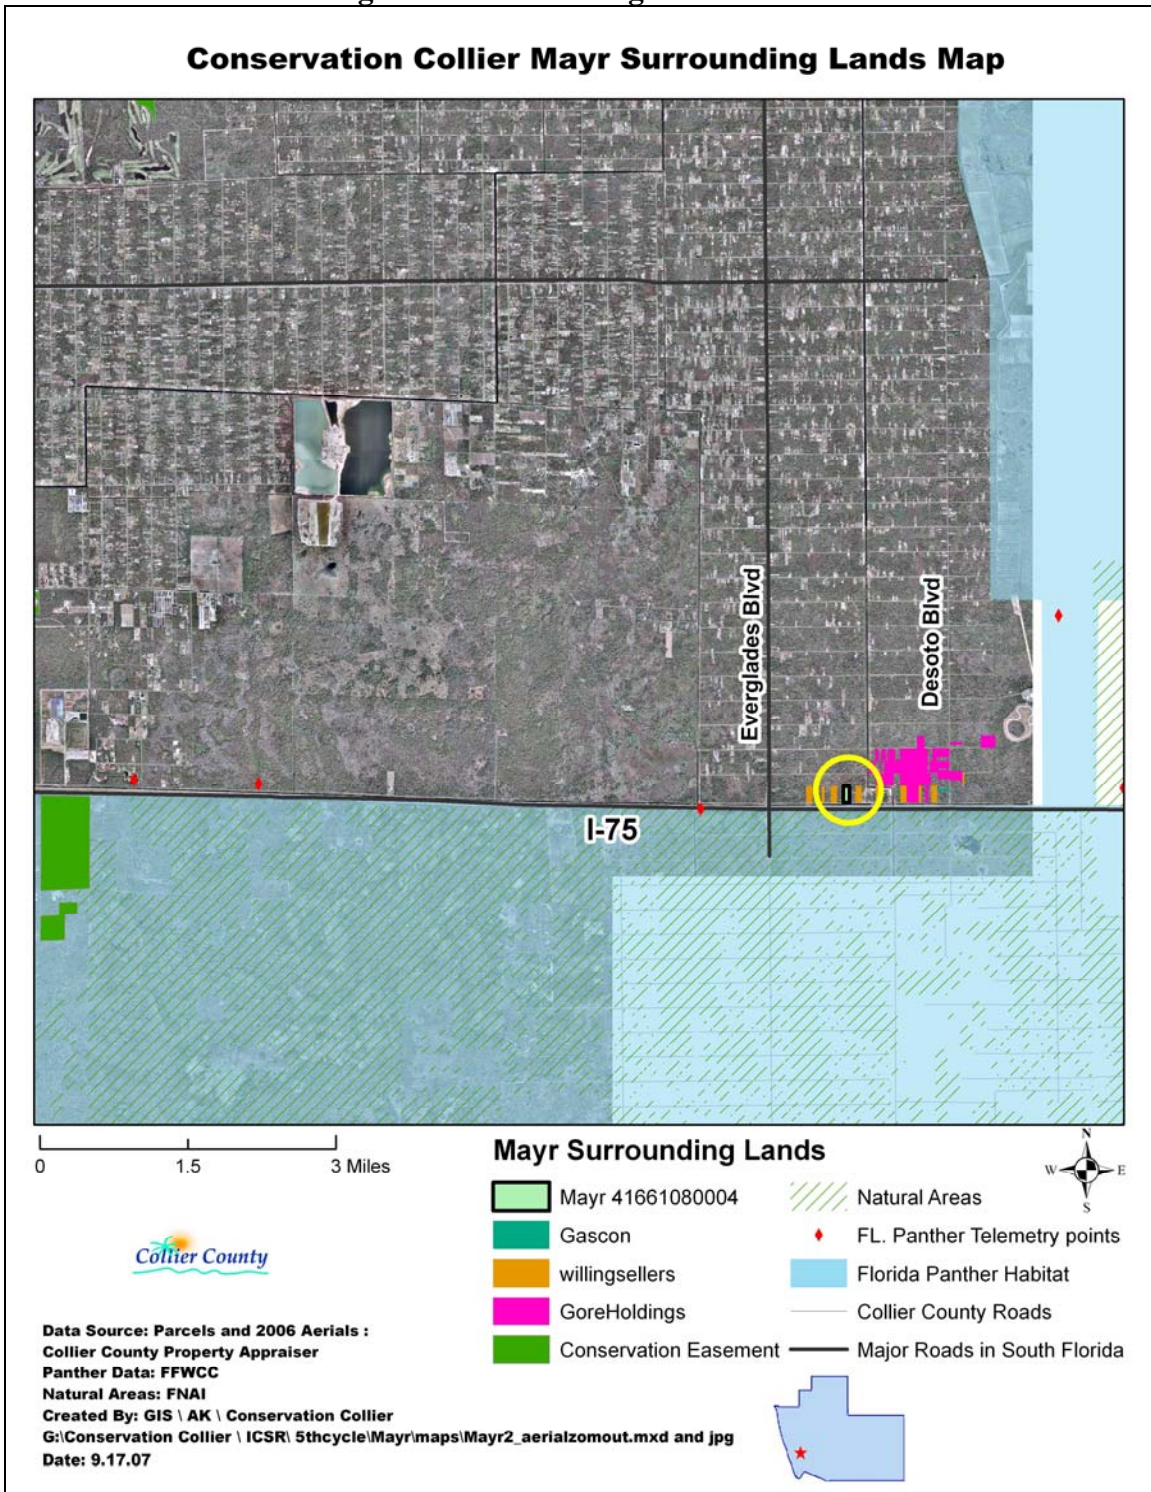 Conservation Collier Mayr Surrounding Lands Map
Everglades Blvd
Desoto Blvd
I-75
0 1.5 3 Miles
Mayr Surrounding Lands
Mayr 41661080004
Gascon
willingsellers
GoreHoldings
Conservation Easement
Natural Areas
FL. Panther Telemetry points
Florida Panther Habitat
Collier County Roads
Major Roads in South Florida
N
W E
S
Collier County
Data Source: Parcels and 2006 Aerials :
Collier County Property Appraiser
Panther Data: FFWCC
Natural Areas: FNAI
Created By: GIS \ AK \ Conservation Collier
G:\Conservation Collier \ ICSR\ 5thcycle\Mayr\maps\Mayr2_aerialzomout.mxd and jpg
Date: 9.17.07